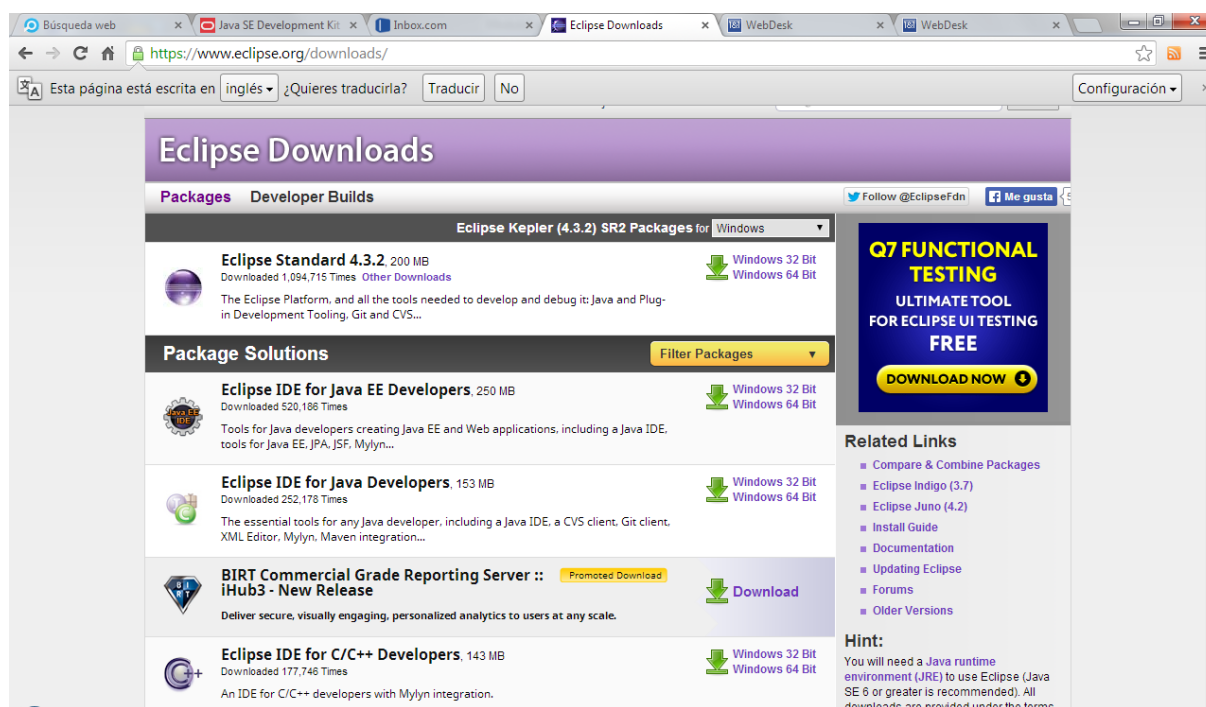 Búsqueda web
Java SE Development Kit
Inbox.com
Eclipse Downloads
WebDesk
WebDesk
https://www.eclipse.org/downloads/
Esta página está escrita en inglés ¿Quieres traducirla? Traducir No Configuración
Eclipse Downloads
Packages Developer Builds
Follow @EclipseFdn Me gusta
Eclipse Kepler (4.3.2) SR2 Packages for Windows
Eclipse Standard 4.3.2, 200 MB
Downloaded 1,094,715 Times Other Downloads
The Eclipse Platform, and all the tools needed to develop and debug it: Java and Plug-
in Development Tooling, Git and CVS...
Windows 32 Bit
Windows 64 Bit
Package Solutions
Filter Packages
Eclipse IDE for Java EE Developers, 250 MB
Downloaded 520,186 Times
Tools for Java developers creating Java EE and Web applications, including a Java IDE,
tools for Java EE, JPA, JSF, Mylyn...
Java EE
IDE
Windows 32 Bit
Windows 64 Bit
Eclipse IDE for Java Developers, 153 MB
Downloaded 252,178 Times
The essential tools for any Java developer, including a Java IDE, a CVS client, Git client,
XML Editor, Mylyn, Maven integration...
Windows 32 Bit
Windows 64 Bit
BIRT Commercial Grade Reporting Server ::
iHub3 - New Release
Promoted Download
Deliver secure, visually engaging, personalized analytics to users at any scale.
Download
Eclipse IDE for C/C++ Developers, 143 MB
Downloaded 177,746 Times
An IDE for C/C++ developers with Mylyn integration.
Windows 32 Bit
Windows 64 Bit
Q7 FUNCTIONAL
TESTING
ULTIMATE TOOL
FOR ECLIPSE UI TESTING
FREE
DOWNLOAD NOW
Related Links
Compare & Combine Packages
Eclipse Indigo (3.7)
Eclipse Juno (4.2)
Install Guide
Documentation
Updating Eclipse
Forums
Older Versions
Hint:
You will need a Java runtime
environment (JRE) to use Eclipse (Java
SE 6 or greater is recommended). All
downloads are provided under the terms